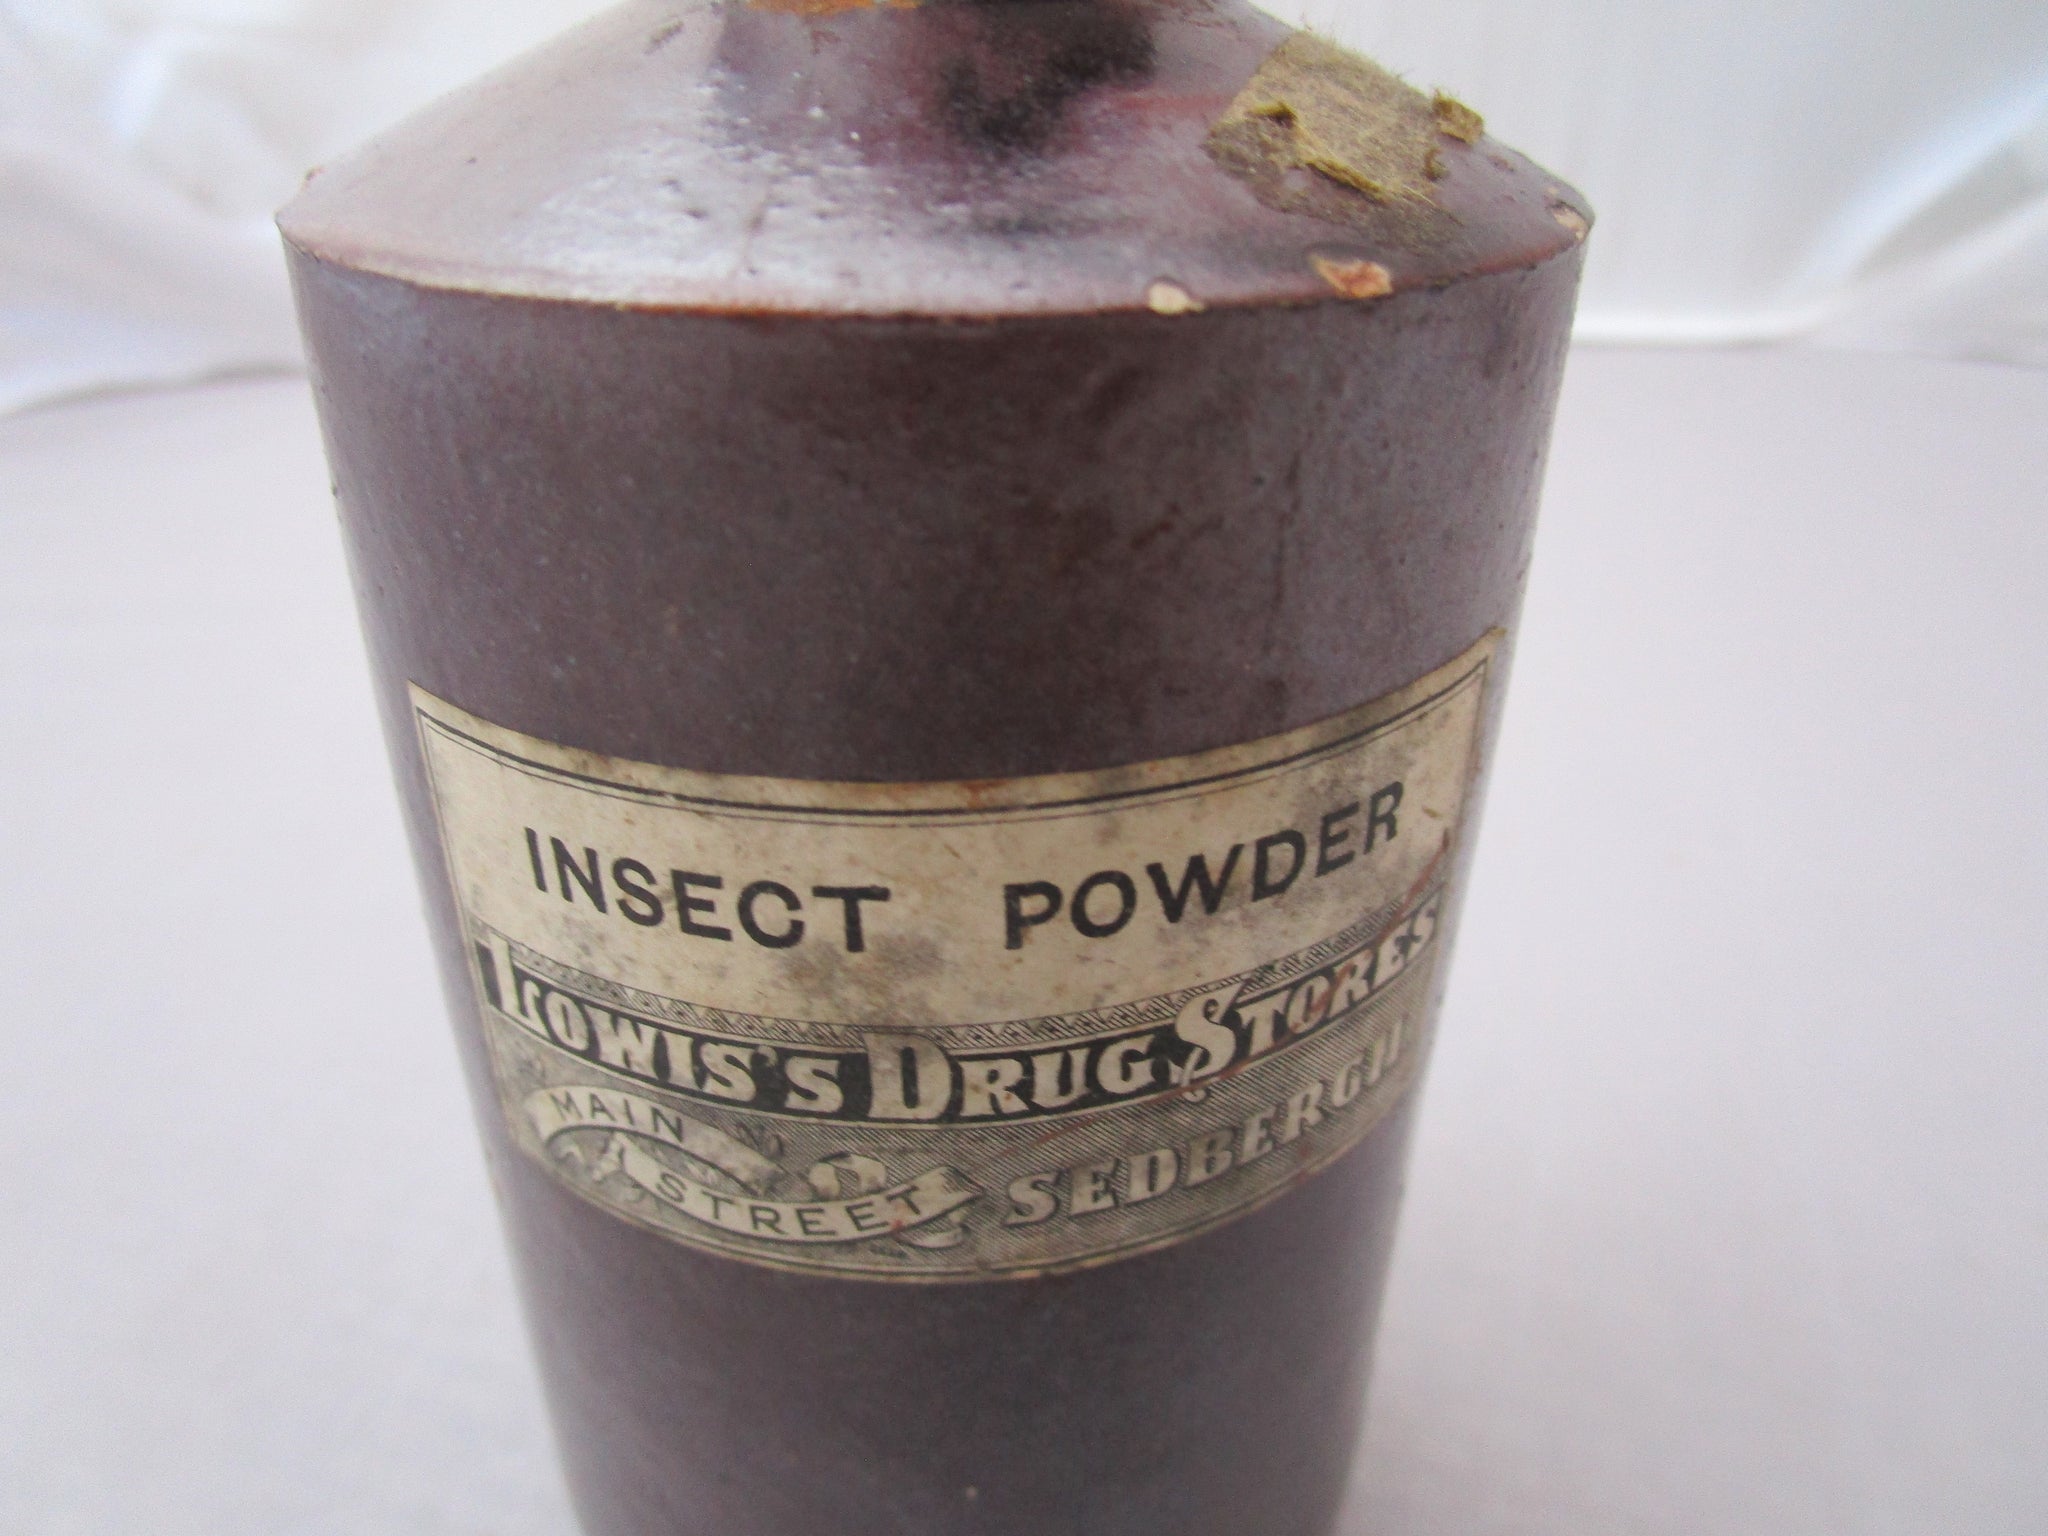 INSECT POWDER
LOWIS'S DRUG STORES
MAIN STREET SEDBERGH